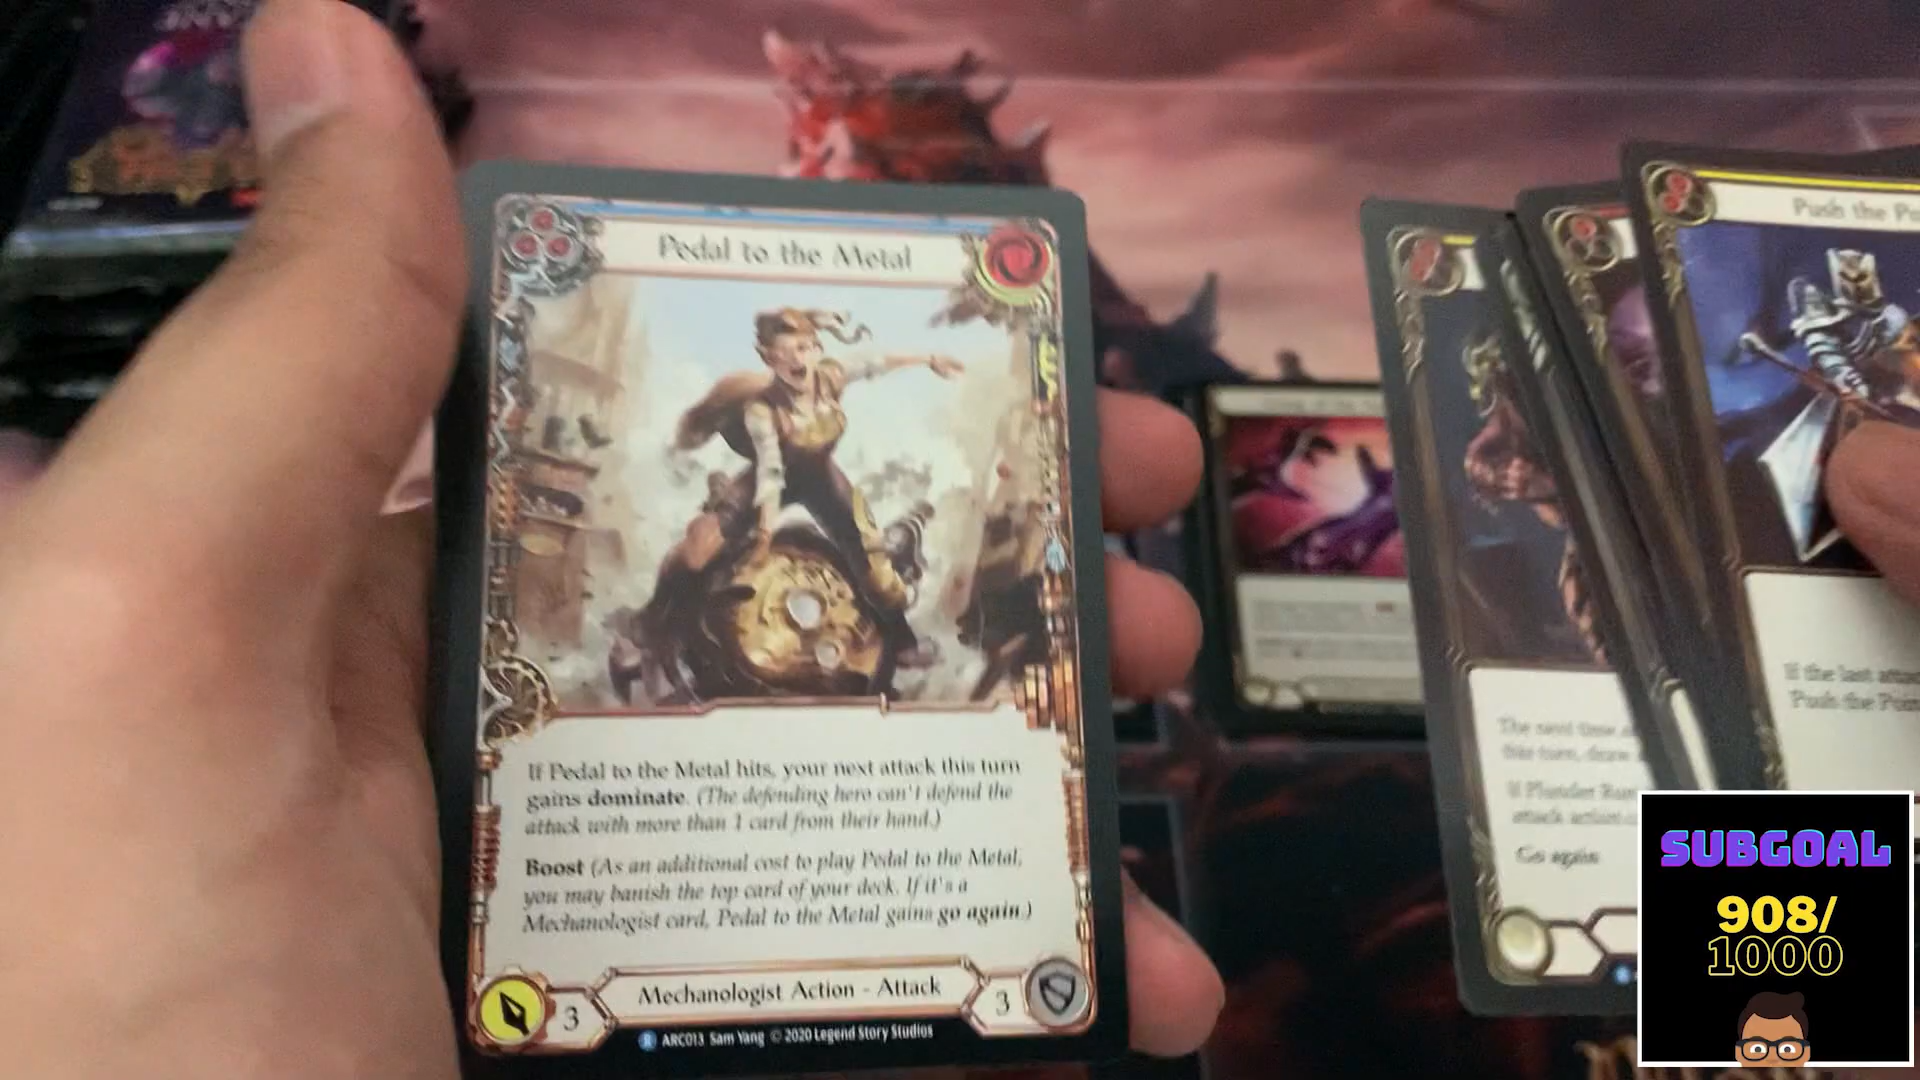 Pedal to the Metal
If Pedal to the Metal hits, your next attack this turn
gains dominate. (The defending hero can't defend the
attack with more than 1 card from their hand.)
Boost (As an additional cost to play Pedal to the Metal,
you may banish the top card of your deck. If it's a
Mechanologist card, Pedal to the Metal gains go again.)
3
Mechanologist Action - Attack
3
R ARC013 Sam Yang © 2020 Legend Story Studios
The next time
this turn, draw
If Plunder Run
attack action
Go again
Push the
If the last
Push the
SUBGOAL
908/
1000